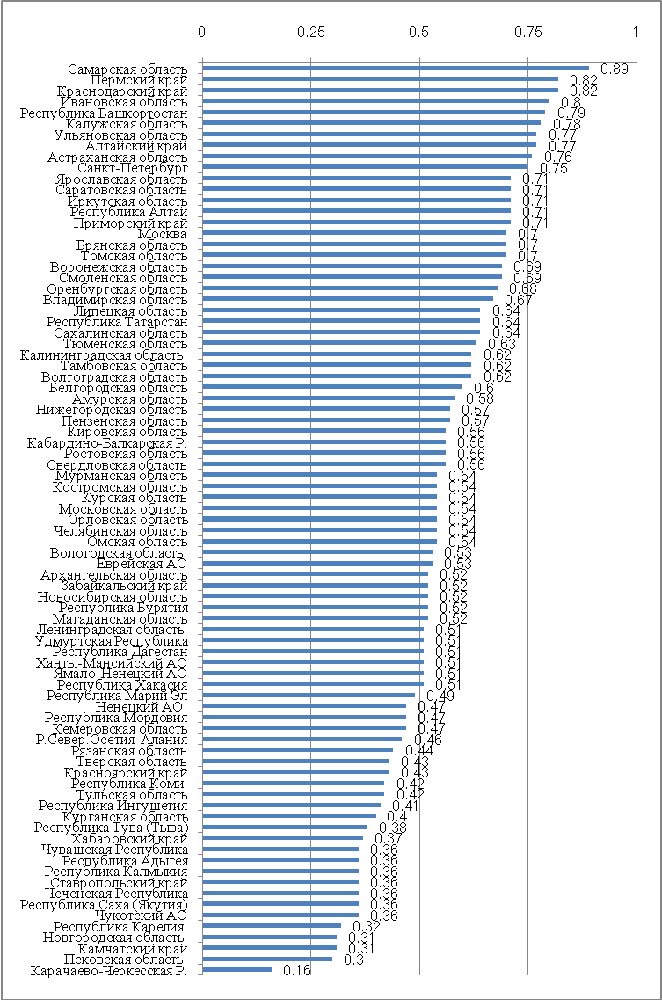 0 0.25 0.5 0.75 1
Самарская область 0.89
Пермский край 0.82
Краснодарский край 0.82
Ивановская область 0.8
Республика Башкортостан 0.79
Калужская область 0.78
Ульяновская область 0.77
Алтайский край 0.77
Астраханская область 0.76
Санкт-Петербург 0.75
Ярославская область 0.71
Саратовская область 0.71
Иркутская область 0.71
Республика Алтай 0.71
Приморский край 0.71
Москва 0.7
Брянская область 0.7
Томская область 0.7
Воронежская область 0.69
Смоленская область 0.69
Оренбургская область 0.68
Владимирская область 0.67
Липецкая область 0.64
Республика Татарстан 0.64
Сахалинская область 0.64
Тюменская область 0.63
Калининградская область 0.62
Тамбовская область 0.62
Волгоградская область 0.62
Белгородская область 0.6
Амурская область 0.58
Нижегородская область 0.57
Пензенская область 0.57
Кировская область 0.56
Кабардино-Балкарская Р. 0.56
Ростовская область 0.56
Свердловская область 0.56
Мурманская область 0.54
Костромская область 0.54
Курская область 0.54
Московская область 0.54
Орловская область 0.54
Челябинская область 0.54
Омская область 0.54
Вологодская область 0.53
Еврейская АО 0.53
Архангельская область 0.52
Забайкальский край 0.52
Новосибирская область 0.52
Республика Бурятия 0.52
Магаданская область 0.52
Ленинградская область 0.51
Удмуртская Республика 0.51
Республика Дагестан 0.51
Ханты-Мансийский АО 0.51
Ямало-Ненецкий АО 0.51
Республика Хакасия 0.51
Республика Марий Эл 0.49
Ненецкий АО 0.47
Республика Мордовия 0.47
Кемеровская область 0.47
Р.Север.Осетия-Алания 0.46
Рязанская область 0.44
Тверская область 0.43
Красноярский край 0.43
Республика Коми 0.42
Тульская область 0.42
Республика Ингушетия 0.41
Курганская область 0.4
Республика Тува (Тыва) 0.38
Хабаровский край 0.37
Чувашская Республика 0.36
Республика Адыгея 0.36
Республика Калмыкия 0.36
Ставропольский край 0.36
Чеченская Республика 0.36
Республика Саха (Якутия) 0.36
Чукотский АО 0.36
Республика Карелия 0.32
Новгородская область 0.31
Камчатский край 0.31
Псковская область 0.3
Карачаево-Черкесская Р. 0.16